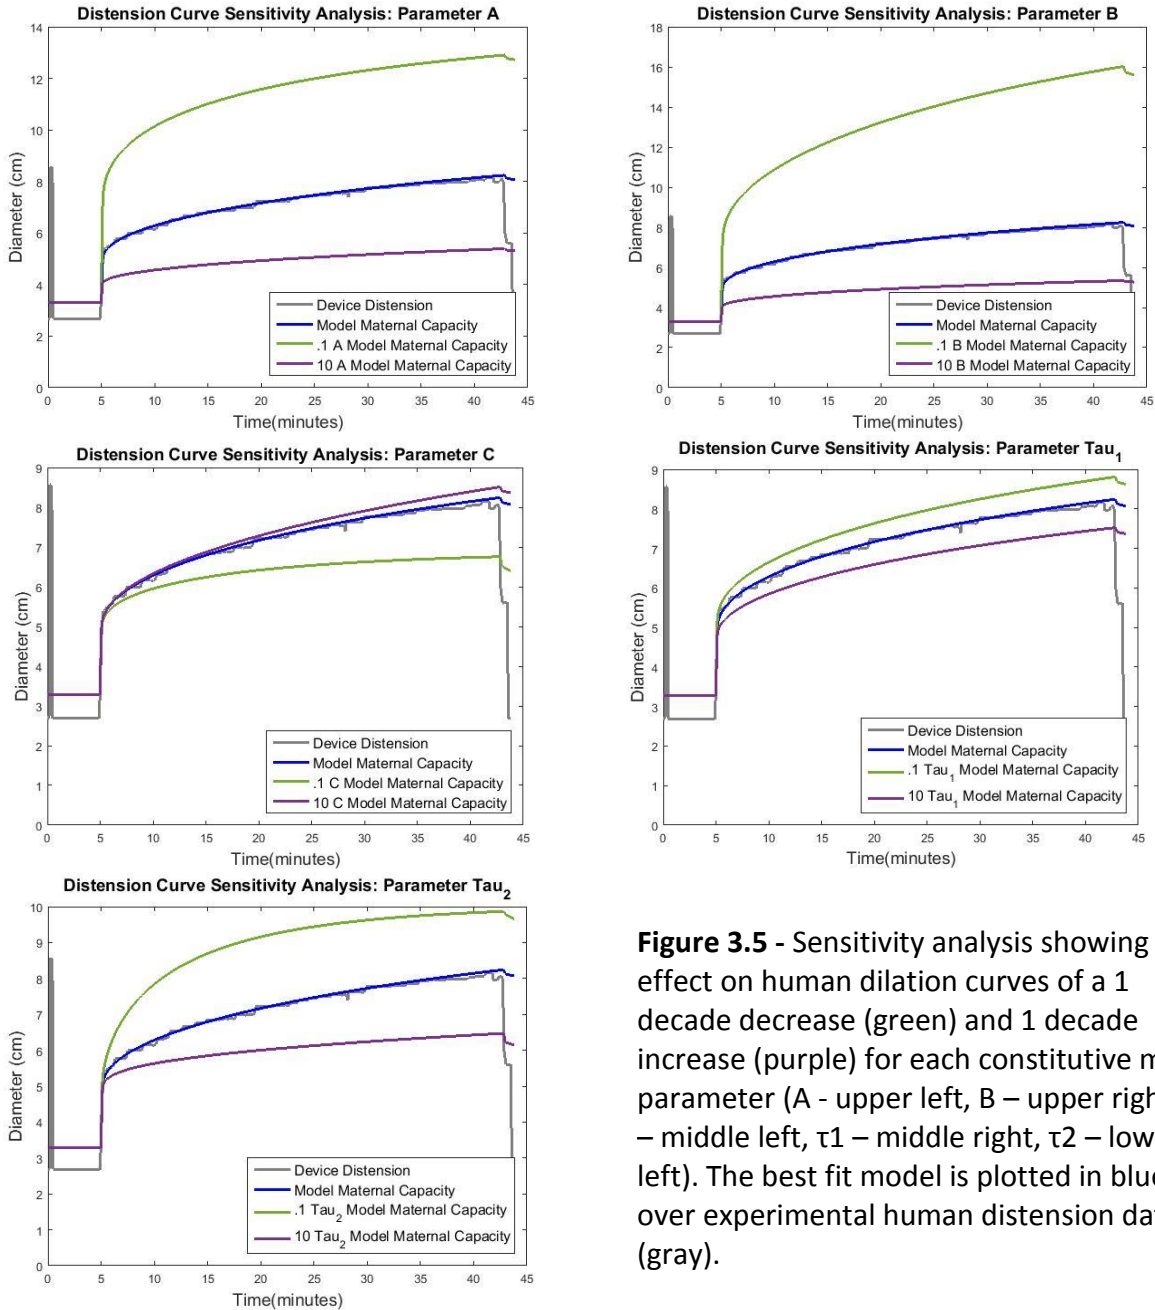 Distension Curve Sensitivity Analysis: Parameter A
14
12
10
8
6
4
2
0
Diameter (cm)
Device Distension
Model Maternal Capacity
.1 A Model Maternal Capacity
10 A Model Maternal Capacity
0 5 10 15 20 25 30 35 40 45
Time(minutes)
Distension Curve Sensitivity Analysis: Parameter B
18
16
14
12
10
8
6
4
2
0
Diameter (cm)
Device Distension
Model Maternal Capacity
.1 B Model Maternal Capacity
10 B Model Maternal Capacity
0 5 10 15 20 25 30 35 40 45
Time(minutes)
Distension Curve Sensitivity Analysis: Parameter C
9
8
7
6
5
4
3
2
1
0
Diameter (cm)
Device Distension
Model Maternal Capacity
.1 C Model Maternal Capacity
10 C Model Maternal Capacity
0 5 10 15 20 25 30 35 40 45
Time(minutes)
Distension Curve Sensitivity Analysis: Parameter Tau1
9
8
7
6
5
4
3
2
1
0
Diameter (cm)
Device Distension
Model Maternal Capacity
.1 Tau1 Model Maternal Capacity
10 Tau1 Model Maternal Capacity
0 5 10 15 20 25 30 35 40 45
Time(minutes)
Distension Curve Sensitivity Analysis: Parameter Tau2
10
9
8
7
6
5
4
3
2
1
0
Diameter (cm)
Device Distension
Model Maternal Capacity
.1 Tau2 Model Maternal Capacity
10 Tau2 Model Maternal Capacity
0 5 10 15 20 25 30 35 40 45
Time(minutes)
Figure 3.5 - Sensitivity analysis showing
effect on human dilation curves of a 1
decade decrease (green) and 1 decade
increase (purple) for each constitutive
parameter (A - upper left, B – upper
– middle left, τ1 – middle right, τ2 –
left). The best fit model is plotted in
over experimental human distension
(gray).